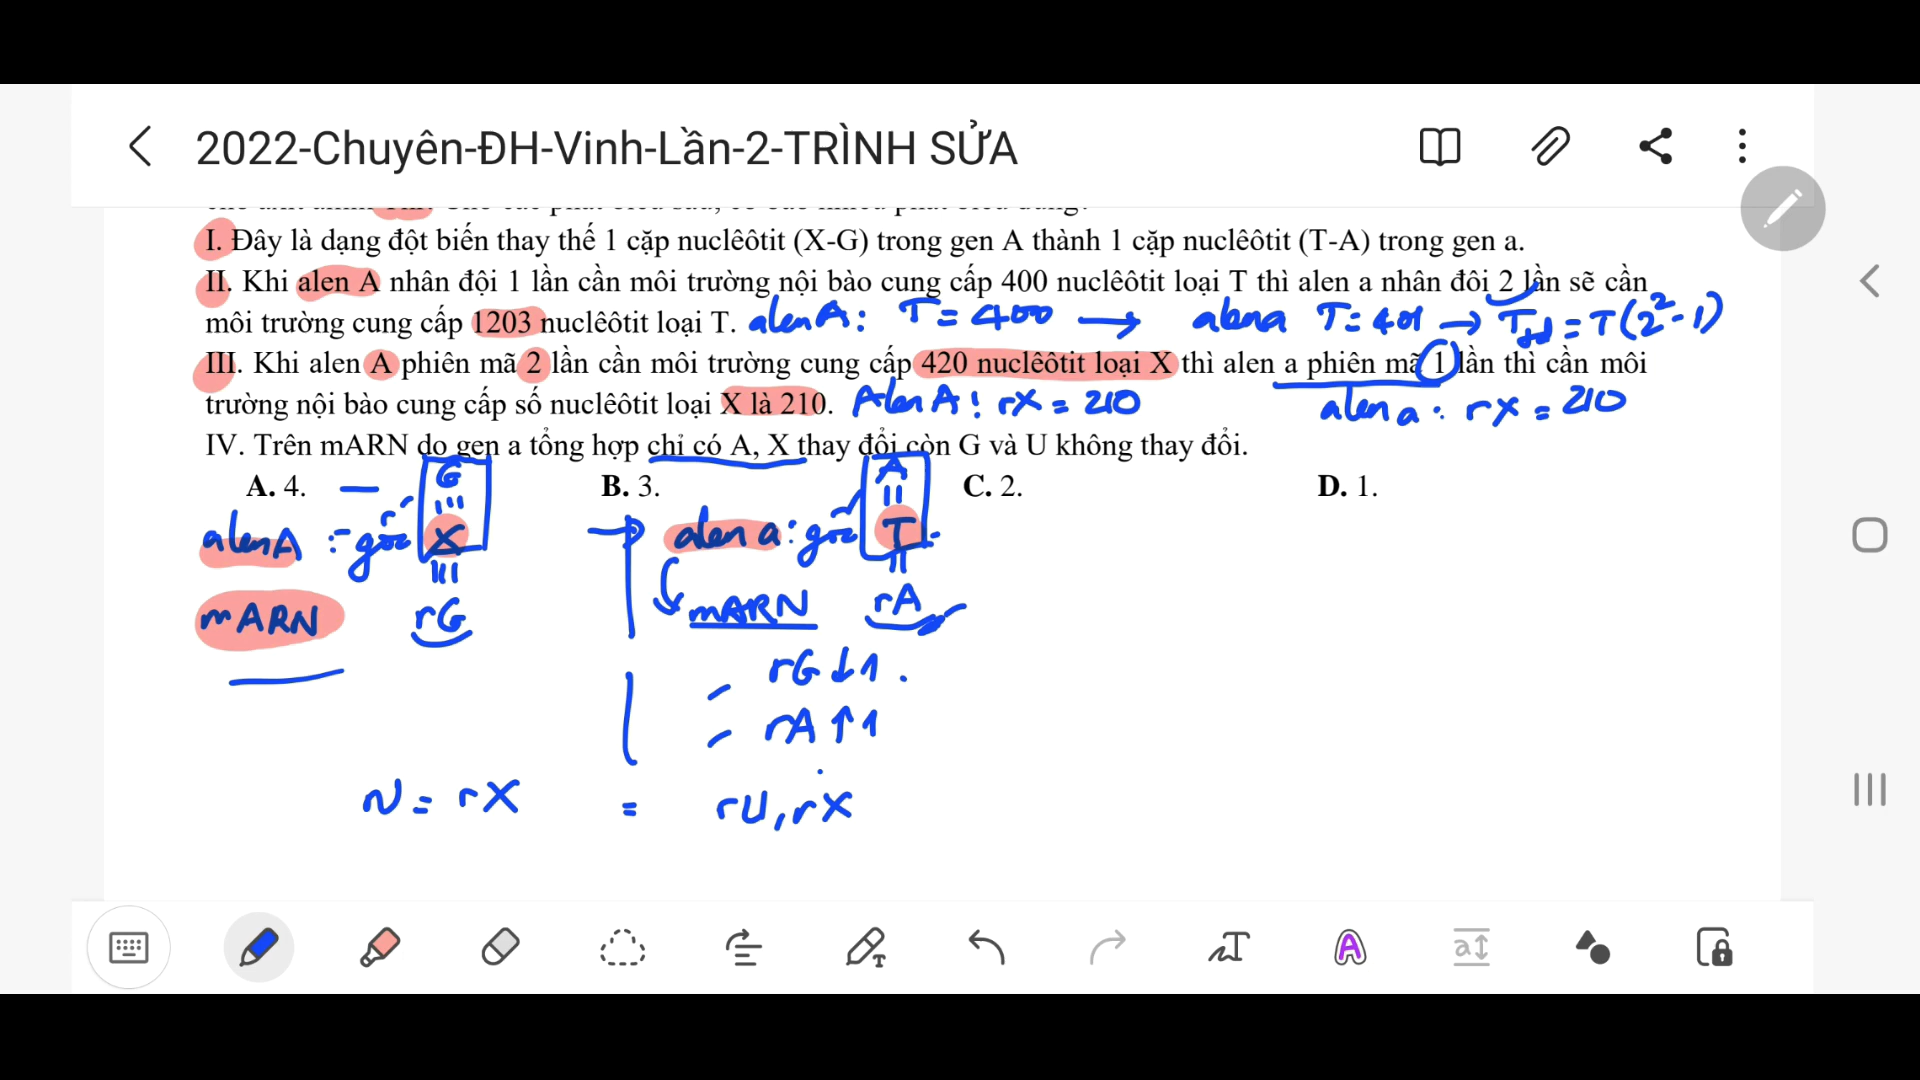 2022-Chuyên-ĐH-Vinh-Lần-2-TRÌNH SỬA
I. Đây là dạng đột biến thay thế 1 cặp nuclêôtit (X-G) trong gen A thành 1 cặp nuclêôtit (T-A) trong gen a.
II. Khi alen A nhân đội 1 lần cần môi trường nội bào cung cấp 400 nuclêôtit loại T thì alen a nhân đôi 2 lần sẽ cần
môi trường cung cấp 1203 nuclêôtit loại T. alen A: T = 400 → alen a T = 401 → Ttd = T(2²-1)
III. Khi alen A phiên mã 2 lần cần môi trường cung cấp 420 nuclêôtit loại X thì alen a phiên mã 1 lần thì cần môi
trường nội bào cung cấp số nuclêôtit loại X là 210. Alen A: rX = 210 alen a: rX = 210
IV. Trên mARN do gen a tổng hợp chỉ có A, X thay đổi còn G và U không thay đổi.
A. 4. B. 3. C. 2. D. 1.
G A
alen A : gốc X → alen a : gốc T
mARN rG mARN rA
rG ↓ 1.
- rA ↑ 1
N = rX = rU, rX